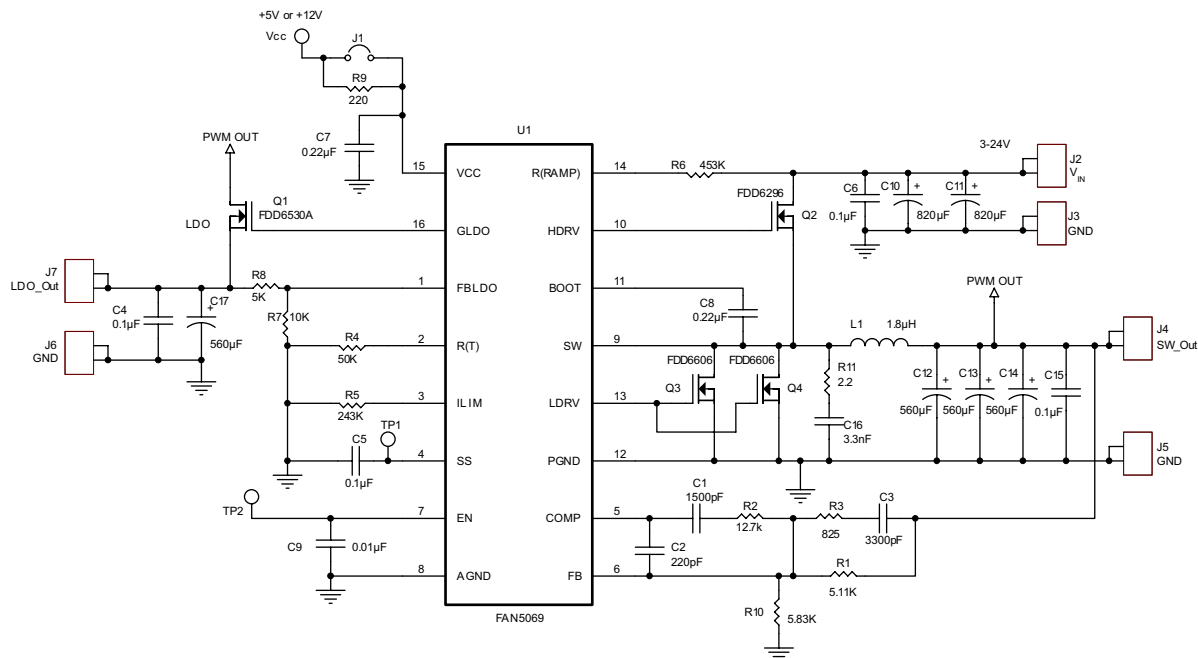 +5V or +12V
Vcc
J1
R9
220
C7
0.22µF
PWM OUT
Q1
FDD6530A
LDO
J7
LDO_Out
J6
GND
C4
0.1µF
C17
+
560µF
R8
5K
R7
10K
R4
50K
R5
243K
C5
0.1µF
TP1
TP2
C9
0.01µF
U1
15
VCC
16
GLDO
1
FBLDO
2
R(T)
3
ILIM
4
SS
7
EN
8
AGND
R(RAMP)
14
HDRV
10
BOOT
11
SW
9
LDRV
13
PGND
12
COMP
5
FB
6
FAN5069
R6
453K
FDD6296
Q2
3-24V
J2
VIN
J3
GND
C6
0.1µF
C10
+
820µF
C11
+
820µF
C8
0.22µF
PWM OUT
L1
1.8µH
J4
SW_Out
FDD6606
FDD6606
Q3
Q4
R11
2.2
C16
3.3nF
C12
+
560µF
C13
+
560µF
C14
+
560µF
C15
0.1µF
J5
GND
C1
1500pF
R2
12.7k
R3
825
C3
3300pF
C2
220pF
R1
5.11K
R10
5.83K